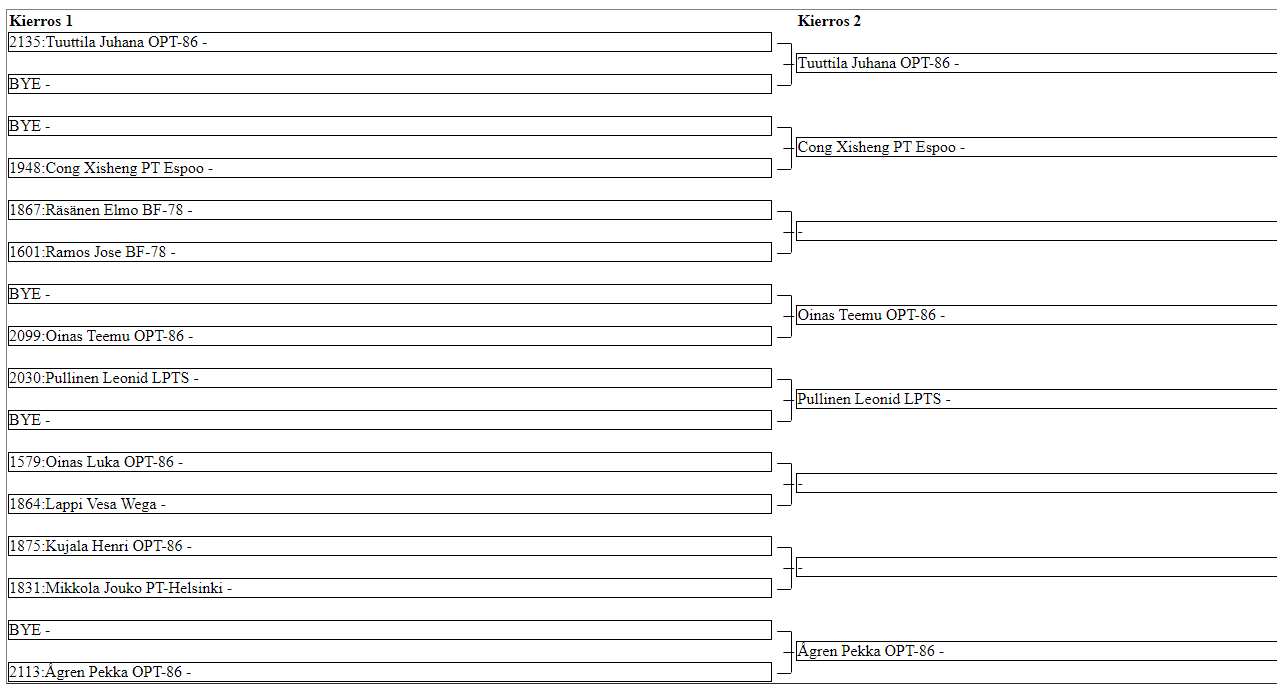 Kierros 1
Kierros 2
2135:Tuuttila Juhana OPT-86 -
Tuuttila Juhana OPT-86 -
BYE -
BYE -
Cong Xisheng PT Espoo -
1948:Cong Xisheng PT Espoo -
1867:Räsänen Elmo BF-78 -
-
1601:Ramos Jose BF-78 -
BYE -
Oinas Teemu OPT-86 -
2099:Oinas Teemu OPT-86 -
2030:Pullinen Leonid LPTS -
Pullinen Leonid LPTS -
BYE -
1579:Oinas Luka OPT-86 -
-
1864:Lappi Vesa Wega -
1875:Kujala Henri OPT-86 -
-
1831:Mikkola Jouko PT-Helsinki -
BYE -
Ågren Pekka OPT-86 -
2113:Ågren Pekka OPT-86 -